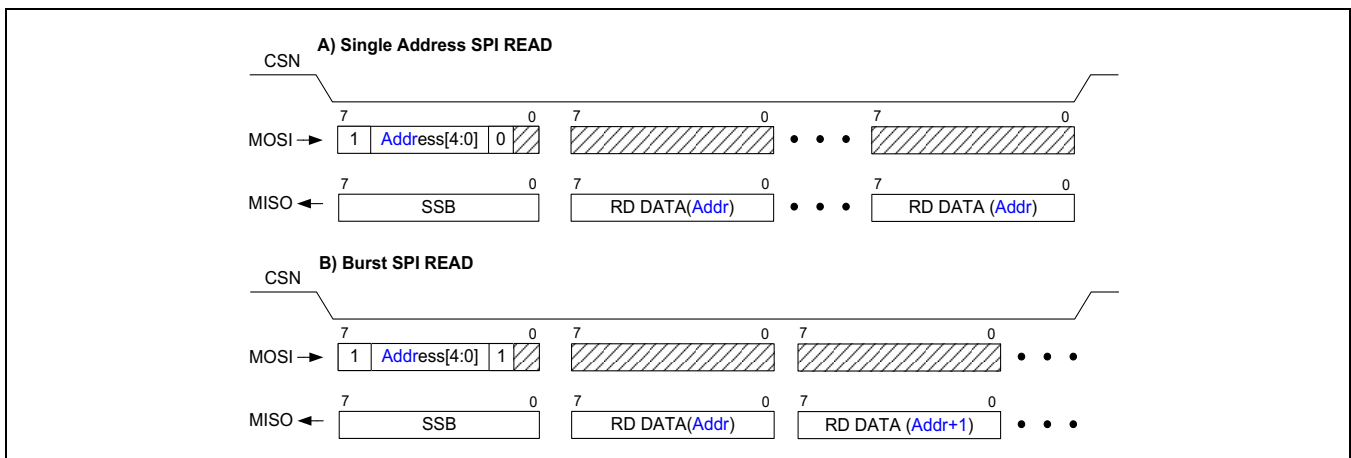 A) Single Address SPI READ
CSN
7 0 7 0 7 0
MOSI 1 Address[4:0] 0 • • •
7 0 7 0 7 0
MISO SSB RD DATA(Addr) • • • RD DATA (Addr)
B) Burst SPI READ
CSN
7 0 7 0 7 0
MOSI 1 Address[4:0] 1 • • •
7 0 7 0 7 0
MISO SSB RD DATA(Addr) RD DATA (Addr+1) • • •